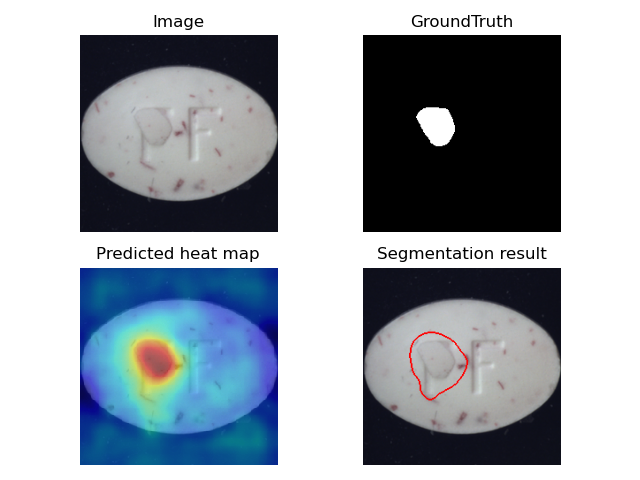 Image
GroundTruth
PF
Predicted heat map
Segmentation result
F
F